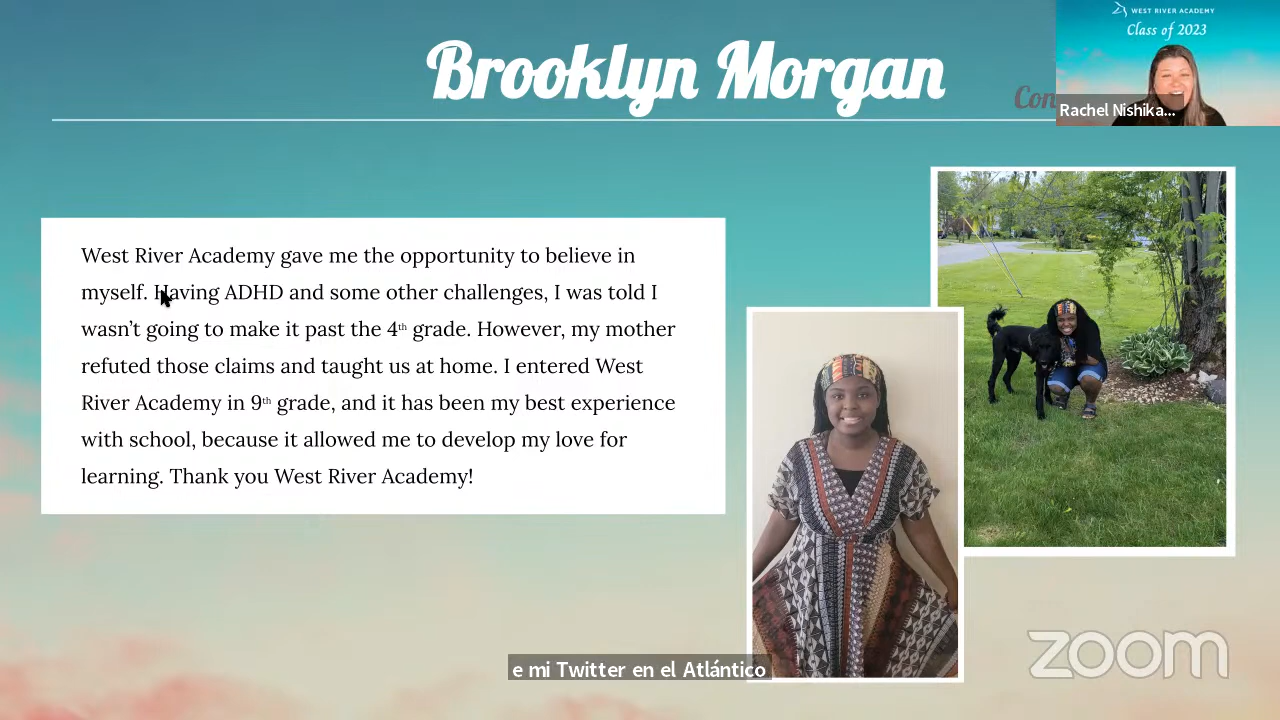 Brooklyn Morgan
Con
WEST RIVER ACADEMY
Class of 2023
Rachel Nishika...
West River Academy gave me the opportunity to believe in
myself. Having ADHD and some other challenges, I was told I
wasn't going to make it past the 4th grade. However, my mother
refuted those claims and taught us at home. I entered West
River Academy in 9th grade, and it has been my best experience
with school, because it allowed me to develop my love for
learning. Thank you West River Academy!
e mi Twitter en el Atlántico
zoom